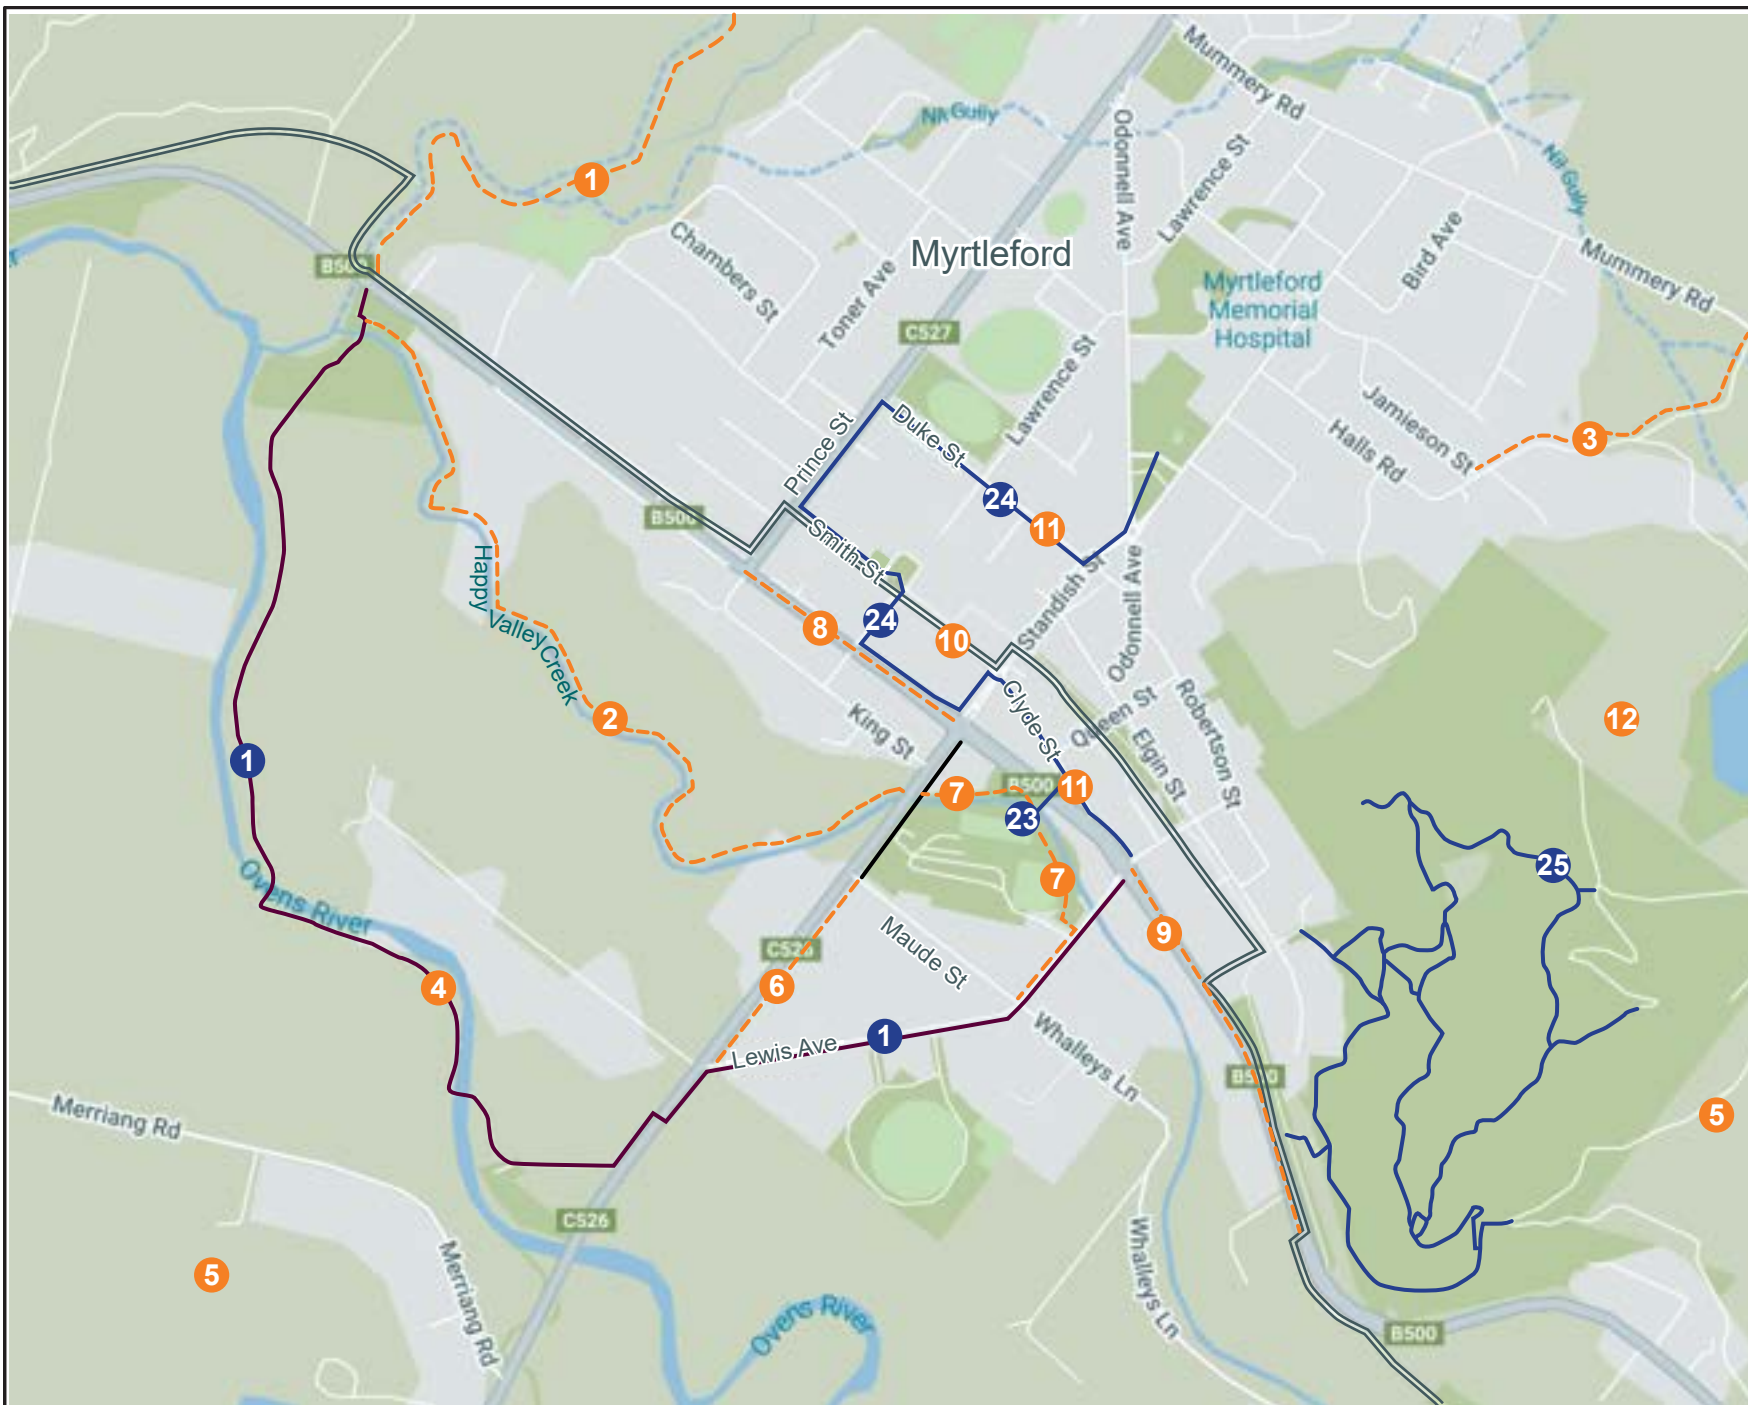 Mummery Rd
Nil Gully
1
Odonnell Ave
Lawrence St
Nil Gully
Chambers St
Myrtleford
Bird Ave
Mummery Rd
B500
Toner Ave
Myrtleford
Memorial
Hospital
C527
Lawrence St
Jamieson St
Prince St
Duke St
Halls Rd
3
24
11
B500
Smith St
Happy
Valley Creek
Standish St
Odonnell Ave
8
24
10
2
Clyde St
Queen St
Robertson St
12
King St
Elgin St
1
7
B500
11
23
25
Ovens River
7
Maude St
9
C526
4
6
Lewis Ave
1
Whalleys Ln
B500
Merriang Rd
5
C526
Merriang Rd
Whalleys Ln
5
Ovens River
B500